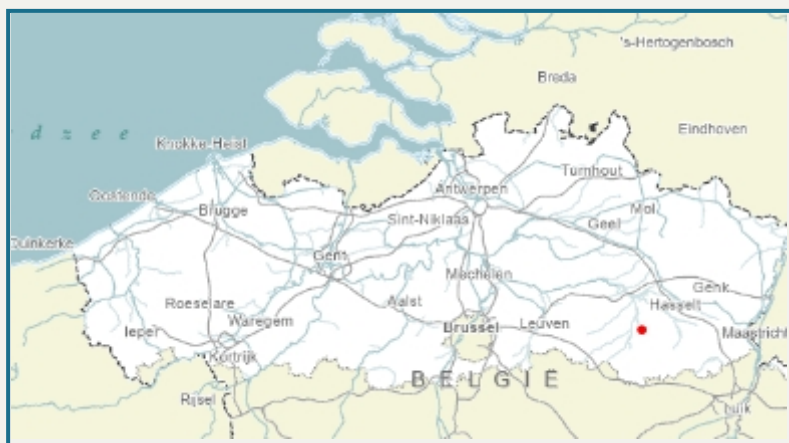 's-Hertogenbosch
Breda
d z e e
Eindhoven
Knokke-Heist
Turnhout
Antwerpen
Oostende
Mol
Brugge
Sint-Niklaas
Geel
Duinkerke
Gent
Mechelen
Genk
Roeselare
Aalst
Hasselt
Ieper
Waregem
Brussel
Leuven
Maastricht
Kortrijk
BELGIË
Rijsel
Luik